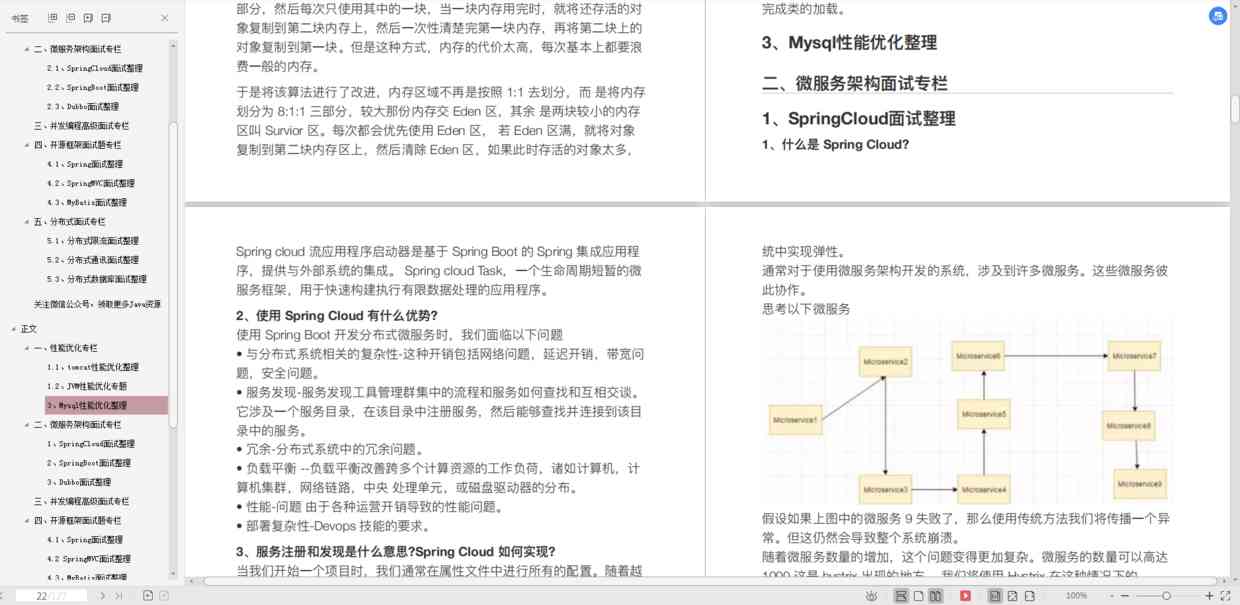 书签
二、微服务架构面试专栏
2.1、SpringCloud面试整理
2.2、SpringBoot面试整理
2.3、Dubbo面试整理
三、并发编程高级面试专栏
四、开源框架面试题专栏
4.1、Spring面试整理
4.2、SpringMVC面试整理
4.3、MyBatis面试整理
五、分布式面试专栏
5.1、分布式限流面试整理
5.2、分布式通讯面试整理
5.3、分布式数据库面试整理
关注微信公众号，领取更多Java资源
正文
一、性能优化专栏
1.1、tomcat性能优化整理
1.2、JVM性能优化专题
3、Mysql性能优化整理
二、微服务架构面试专栏
1、SpringCloud面试整理
2、SpringBoot面试整理
3、Dubbo面试整理
三、并发编程高级面试专栏
四、开源框架面试题专栏
4.1、Spring面试整理
4.2 SpringMVC面试整理
4.3、MyBatis面试整理
部分，然后每次只使用其中的一块，当一块内存用完时，就将还存活的对
象复制到第二块内存上，然后一次性清楚完第一块内存，再将第二块上的
对象复制到第一块。但是这种方式，内存的代价太高，每次基本上都要浪
费一般的内存。
于是将该算法进行了改进，内存区域不再是按照 1:1 去划分，而 是将内存
划分为 8:1:1 三部分，较大那份内存交 Eden 区，其余 是两块较小的内存
区叫 Survior 区。每次都会优先使用 Eden 区， 若 Eden 区满，就将对象
复制到第二块内存区上，然后清除 Eden 区，如果此时存活的对象太多，
完成类的加载。
3、Mysql性能优化整理
二、微服务架构面试专栏
1、SpringCloud面试整理
1、什么是 Spring Cloud?
Spring cloud 流应用程序启动器是基于 Spring Boot 的 Spring 集成应用程
序，提供与外部系统的集成。 Spring cloud Task，一个生命周期短暂的微
服务框架，用于快速构建执行有限数据处理的应用程序。
2、使用 Spring Cloud 有什么优势?
使用 Spring Boot 开发分布式微服务时，我们面临以下问题
• 与分布式系统相关的复杂性-这种开销包括网络问题，延迟开销，带宽问
题，安全问题。
• 服务发现-服务发现工具管理群集中的流程和服务如何查找和互相交谈。
它涉及一个服务目录，在该目录中注册服务，然后能够查找并连接到该目
录中的服务。
• 冗余-分布式系统中的冗余问题。
• 负载平衡 --负载平衡改善跨多个计算资源的工作负荷，诸如计算机，计
算机集群，网络链路，中央 处理单元，或磁盘驱动器的分布。
• 性能-问题 由于各种运营开销导致的性能问题。
• 部署复杂性-Devops 技能的要求。
3、服务注册和发现是什么意思?Spring Cloud 如何实现?
当我们开始一个项目时，我们通常在属性文件中进行所有的配置。随着越
统中实现弹性。
通常对于使用微服务架构开发的系统，涉及到许多微服务。这些微服务彼
此协作。
思考以下微服务
Microservice2
Microservice6
Microservice7
Microservice1
Microservice5
Microservice8
Microservice3
Microservice4
Microservice9
假设如果上图中的微服务 9 失败了，那么使用传统方法我们将传播一个异
常。但这仍然会导致整个系统崩溃。
随着微服务数量的增加，这个问题变得更加复杂。微服务的数量可以高达
1000.这是 hystrix 出现的地方 我们将使用 Hystrix 在这种情况下的
22/177
100%